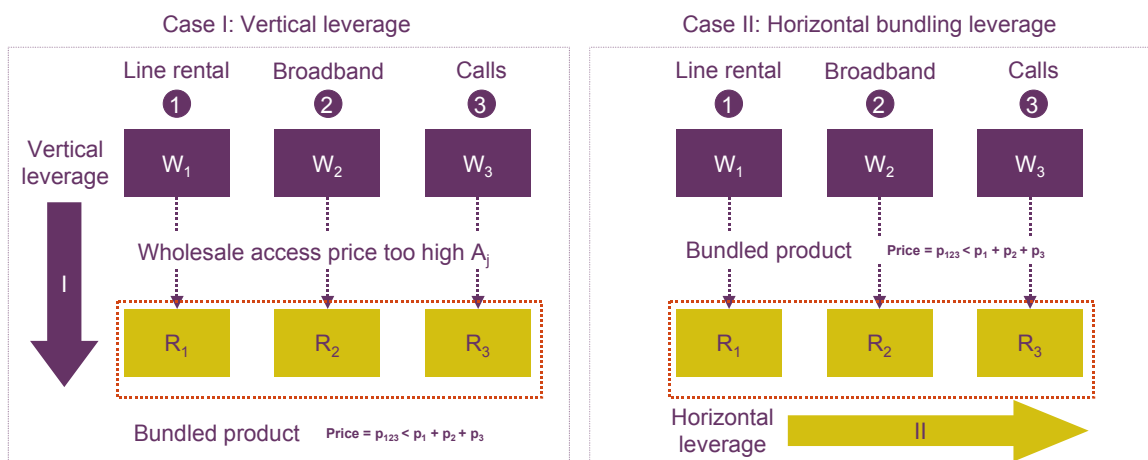 Case I: Vertical leverage
Line rental Broadband Calls
1 2 3
Vertical
leverage
W₁ W₂ W₃
Wholesale access price too high Aⱼ
I
R₁ R₂ R₃
Bundled product Price = p₁₂₃ < p₁ + p₂ + p₃
Case II: Horizontal bundling leverage
Line rental Broadband Calls
1 2 3
W₁ W₂ W₃
Bundled product Price = p₁₂₃ < p₁ + p₂ + p₃
R₁ R₂ R₃
Horizontal
leverage
II